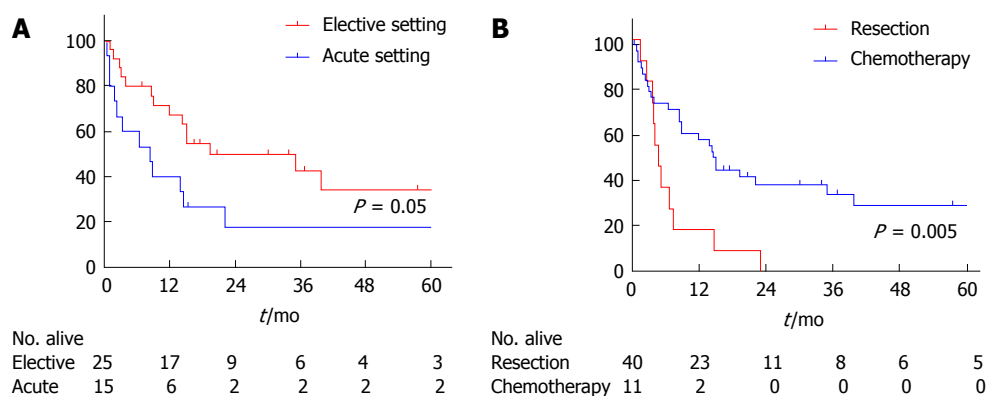 A
Elective setting
Acute setting
100
80
60
40
20
0
P = 0.05
0 12 24 36 48 60
t/mo
No. alive
Elective 25 17 9 6 4 3
Acute 15 6 2 2 2 2
B
Resection
Chemotherapy
100
80
60
40
20
0
P = 0.005
0 12 24 36 48 60
t/mo
No. alive
Resection 40 23 11 8 6 5
Chemotherapy 11 2 0 0 0 0